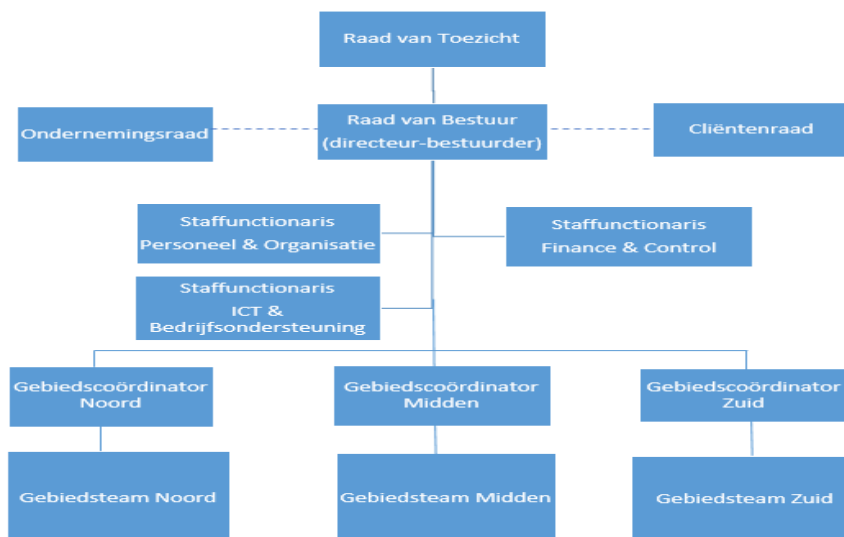 Raad van Toezicht
Ondernemingsraad
Raad van Bestuur
(directeur-bestuurder)
Cliëntenraad
Staffunctionaris
Personeel & Organisatie
Staffunctionaris
Finance & Control
Staffunctionaris
ICT &
Bedrijfsondersteuning
Gebiedscoördinator
Noord
Gebiedscoördinator
Midden
Gebiedscoördinator
Zuid
Gebiedsteam Noord
Gebiedsteam Midden
Gebiedsteam Zuid